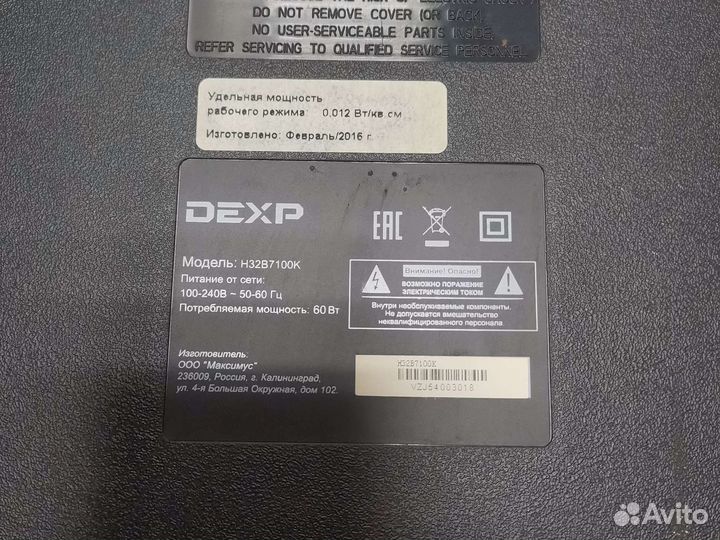 DO NOT REMOVE COVER (OR BACK).
NO USER-SERVICEABLE PARTS INSIDE.
REFER SERVICING TO QUALIFIED SERVICE PERSONNEL.
Удельная мощность
рабочего режима: 0.012 Вт/кв.см
Изготовлено: Февраль/2016 г.
DEXP
EAC
Модель: H32B7100K
Питание от сети:
100-240В ~ 50-60 Гц
Потребляемая мощность: 60 Вт
Внимание! Опасно!
ВОЗМОЖНО ПОРАЖЕНИЕ
ЭЛЕКТРИЧЕСКИМ ТОКОМ
Внутри необслуживаемые компоненты.
Не допускается вмешательство
неквалифицированного персонала
Изготовитель:
ООО "Максимус"
236009, Россия, г. Калининград,
ул. 4-я Большая Окружная, дом 102.
H32B7100K
VZJ54003018
Avito